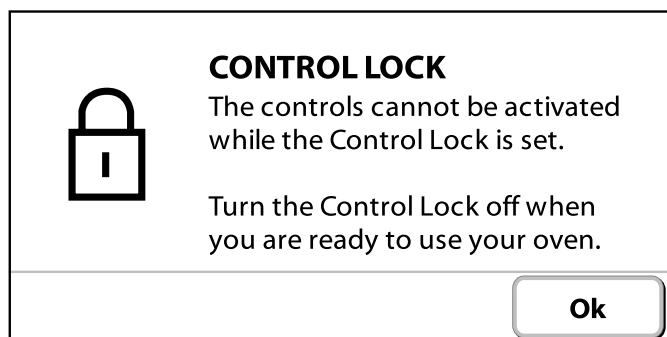 CONTROL LOCK
The controls cannot be activated
while the Control Lock is set.
Turn the Control Lock off when
you are ready to use your oven.
Ok